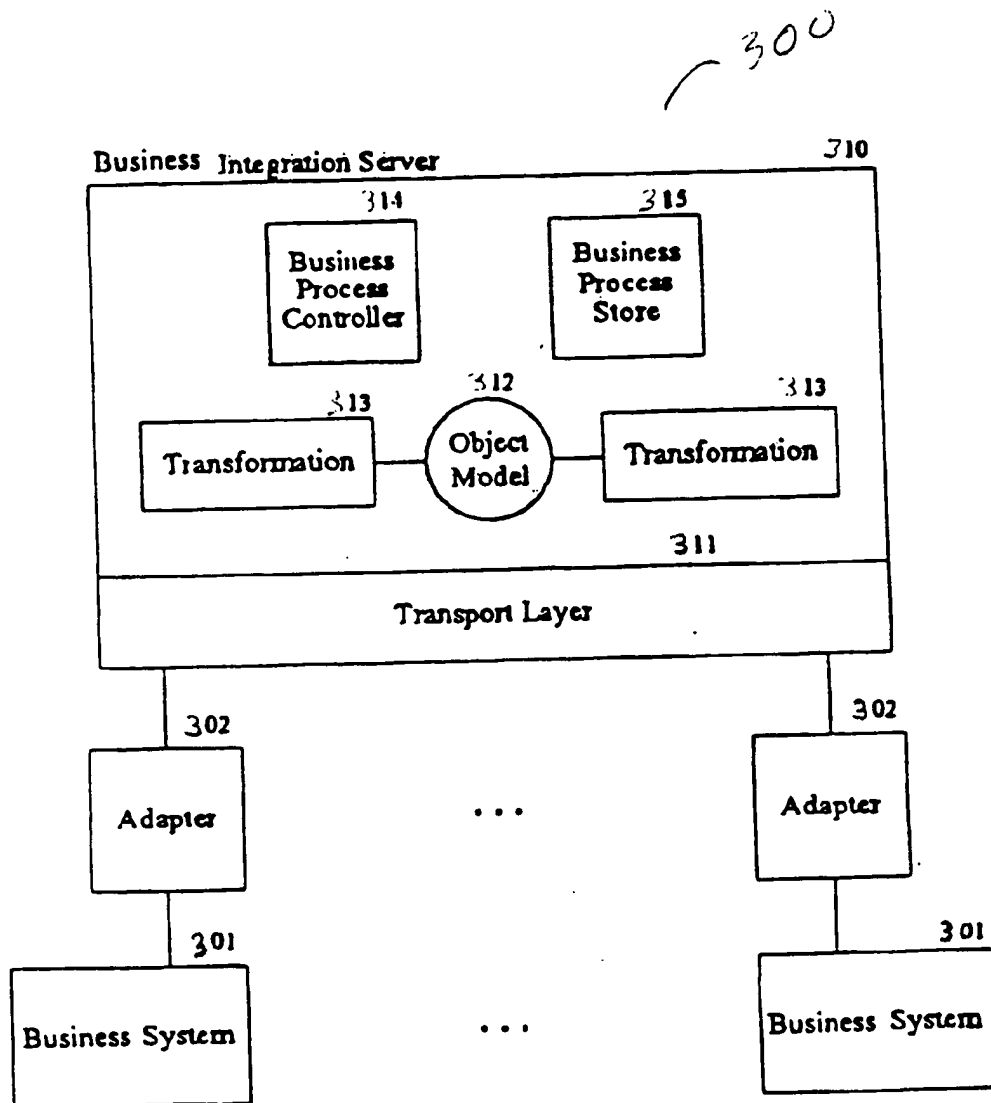 300
Business Integration Server 310
314 315
Business
Process
Controller
Business
Process
Store
313 312 313
Transformation
Object
Model
Transformation
311
Transport Layer
302 302
Adapter ... Adapter
301 301
Business System ... Business System